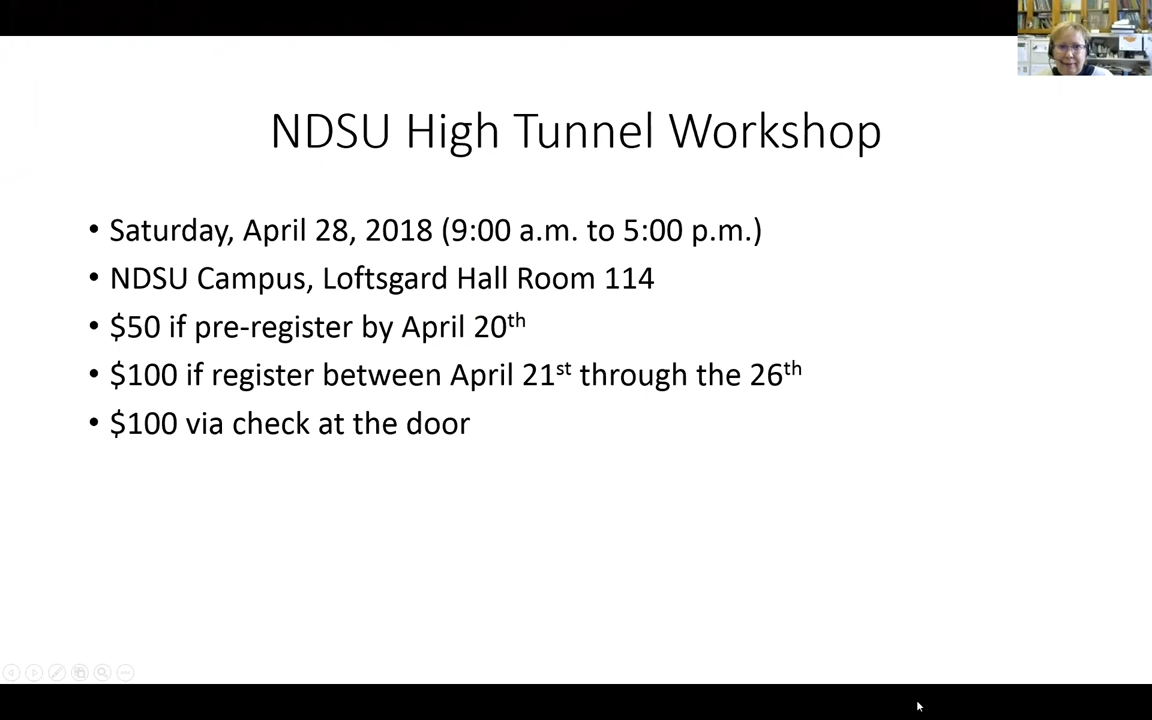 NDSU High Tunnel Workshop
• Saturday, April 28, 2018 (9:00 a.m. to 5:00 p.m.)
• NDSU Campus, Loftsgard Hall Room 114
• $50 if pre-register by April 20th
• $100 if register between April 21st through the 26th
• $100 via check at the door